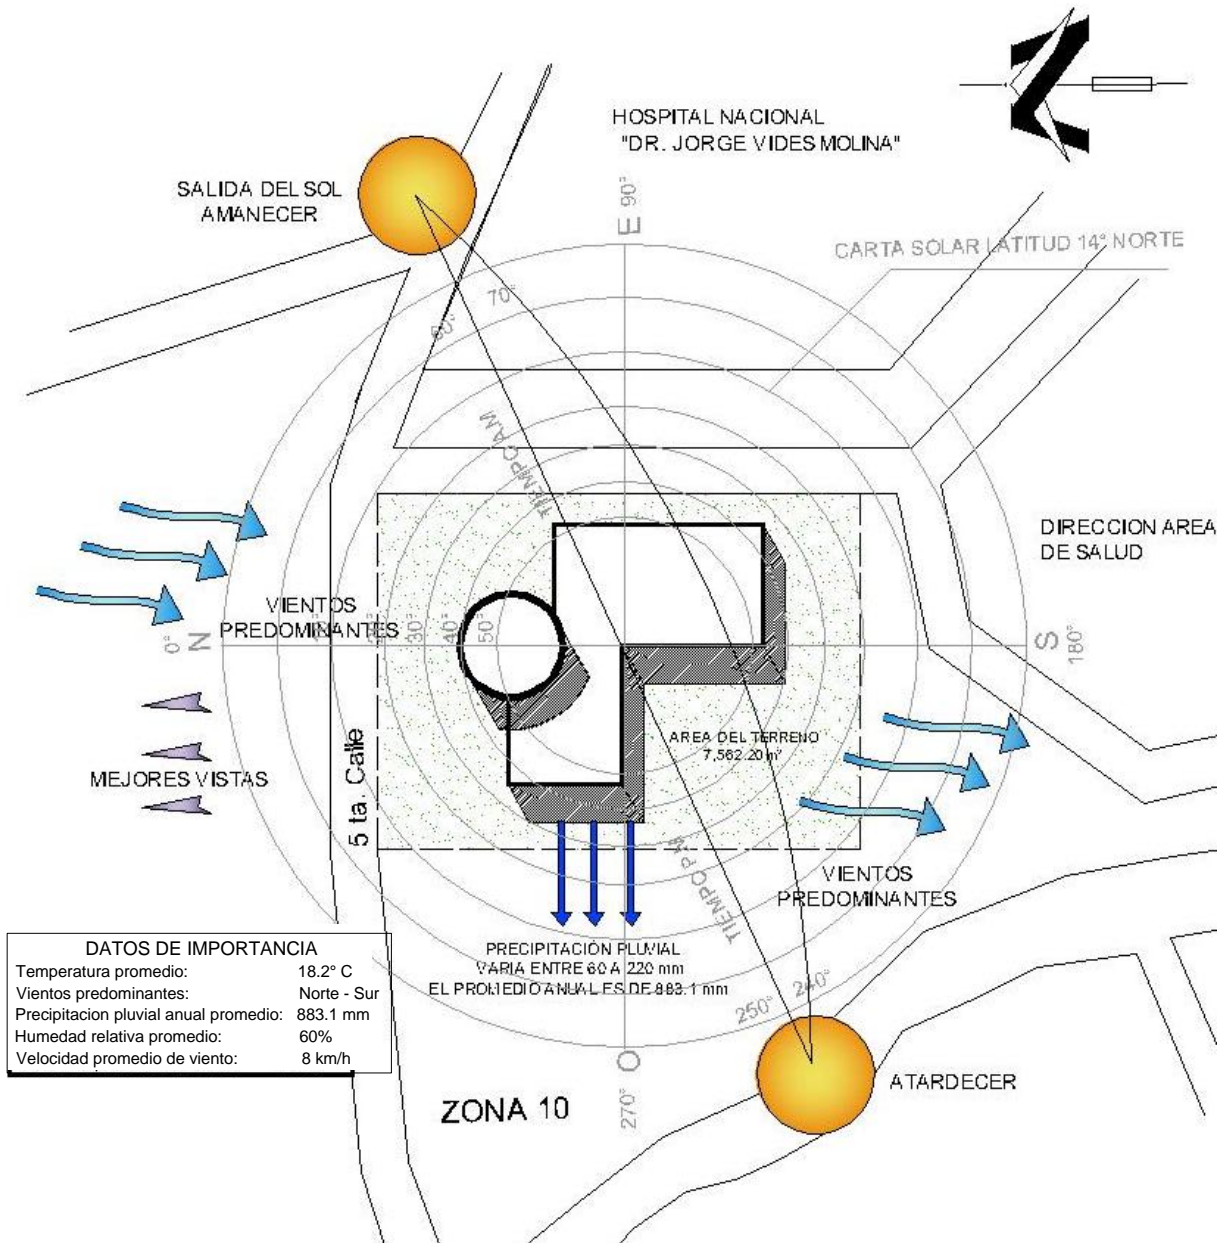 HOSPITAL NACIONAL
"DR. JORGE VIDES MOLINA"
SALIDA DEL SOL
AMANECER
E 90°
CARTA SOLAR LATITUD 14° NORTE
70°
60°
TIEMPO A.M
DIRECCION AREA
DE SALUD
VIENTOS
PREDOMINANTES
0° N
30°
40°
50°
S 180°
AREA DEL TERRENO
7,562.20 m²
MEJORES VISTAS
5 ta. Calle
TIEMPO P.M
VIENTOS
PREDOMINANTES
PRECIPITACIÓN PLUVIAL
VARIA ENTRE 60 A 220 mm
EL PROMEDIO ANUAL ES DE 883.1 mm
DATOS DE IMPORTANCIA
Temperatura promedio: 18.2° C
Vientos predominantes: Norte - Sur
Precipitacion pluvial anual promedio: 883.1 mm
Humedad relativa promedio: 60%
Velocidad promedio de viento: 8 km/h
250°
240°
O 270°
ATARDECER
ZONA 10